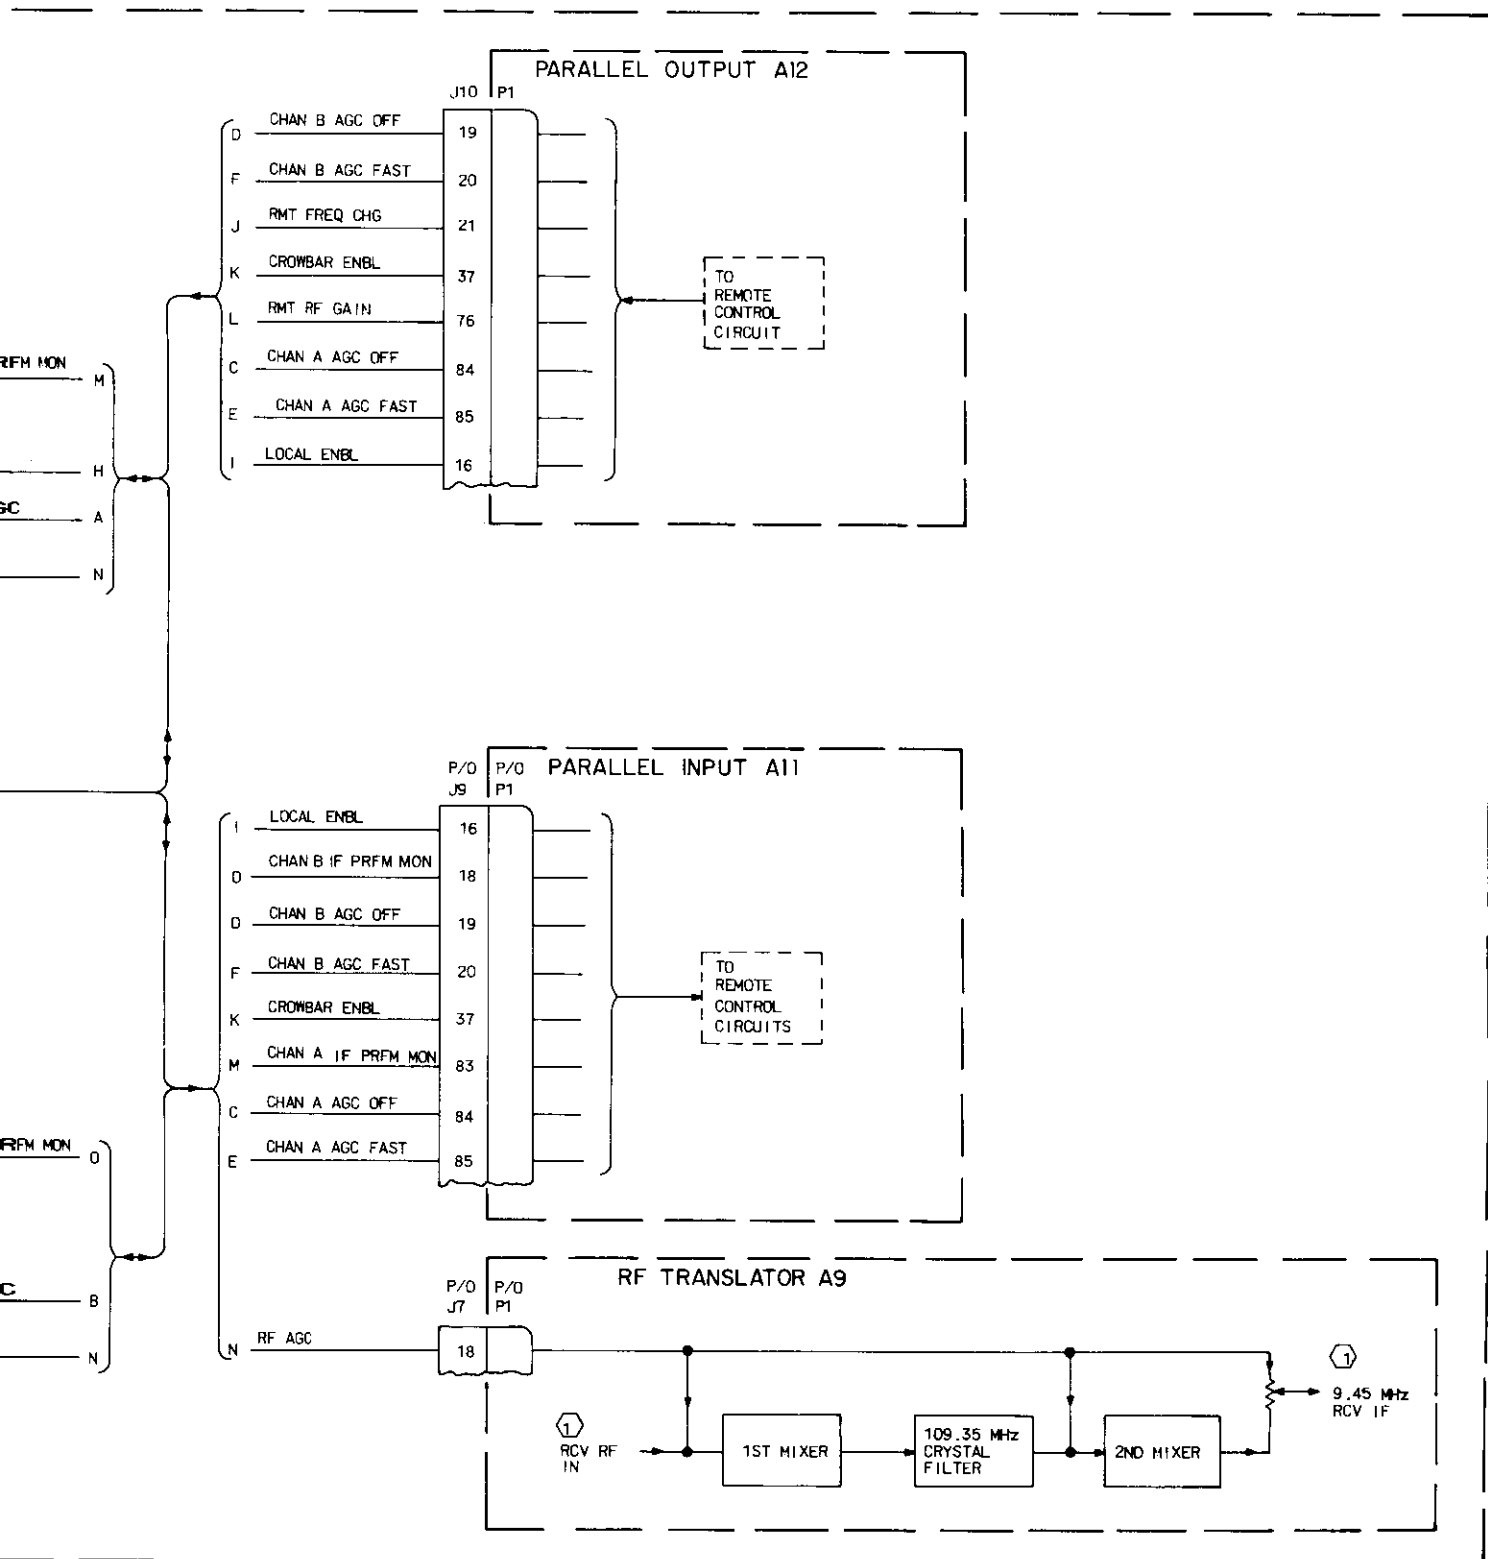 PARALLEL OUTPUT A12
J10 P1
D CHAN B AGC OFF 19
F CHAN B AGC FAST 20
J RMT FREQ CHG 21
K CROWBAR ENBL 37
L RMT RF GAIN 76
C CHAN A AGC OFF 84
E CHAN A AGC FAST 85
I LOCAL ENBL 16
TO
REMOTE
CONTROL
CIRCUIT
RFM MON M
H
GC A
N
P/O P/O PARALLEL INPUT A11
J9 P1
I LOCAL ENBL 16
O CHAN B IF PRFM MON 18
D CHAN B AGC OFF 19
F CHAN B AGC FAST 20
K CROWBAR ENBL 37
M CHAN A IF PRFM MON 83
C CHAN A AGC OFF 84
E CHAN A AGC FAST 85
TO
REMOTE
CONTROL
CIRCUITS
RFM MON O
C B
N
RF TRANSLATOR A9
P/O P/O
J7 P1
N RF AGC 18
1
RCV RF
IN
1ST MIXER
109.35 MHz
CRYSTAL
FILTER
2ND MIXER
1
9.45 MHz
RCV IF